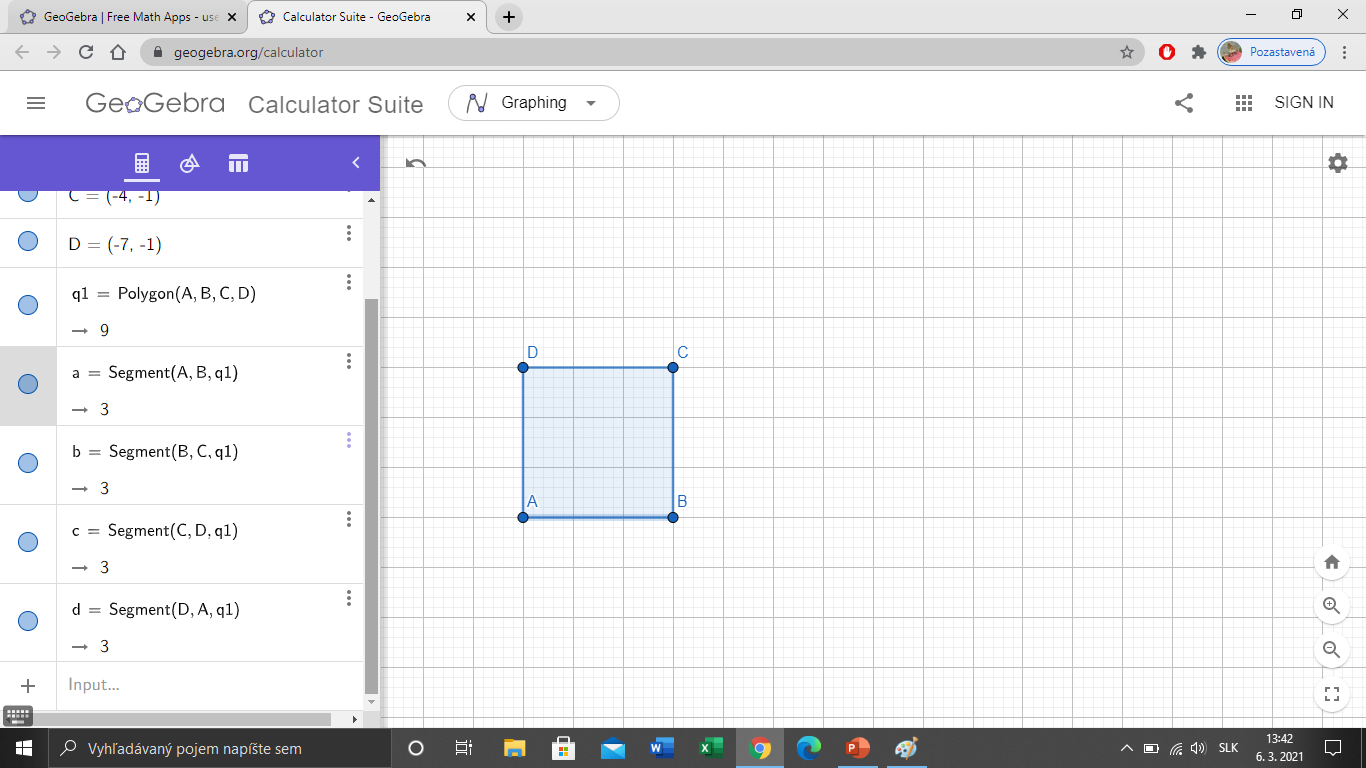 GeoGebra | Free Math Apps - use
Calculator Suite - GeoGebra
geogebra.org/calculator
Pozastavená
GeoGebra Calculator Suite
Graphing
SIGN IN
C = (-4, -1)
D = (-7, -1)
q1 = Polygon(A, B, C, D)
→ 9
a = Segment(A, B, q1)
→ 3
b = Segment(B, C, q1)
→ 3
c = Segment(C, D, q1)
→ 3
d = Segment(D, A, q1)
→ 3
Input...
D C
A B
Vyhľadávaný pojem napíšte sem
SLK
13:42
6. 3. 2021